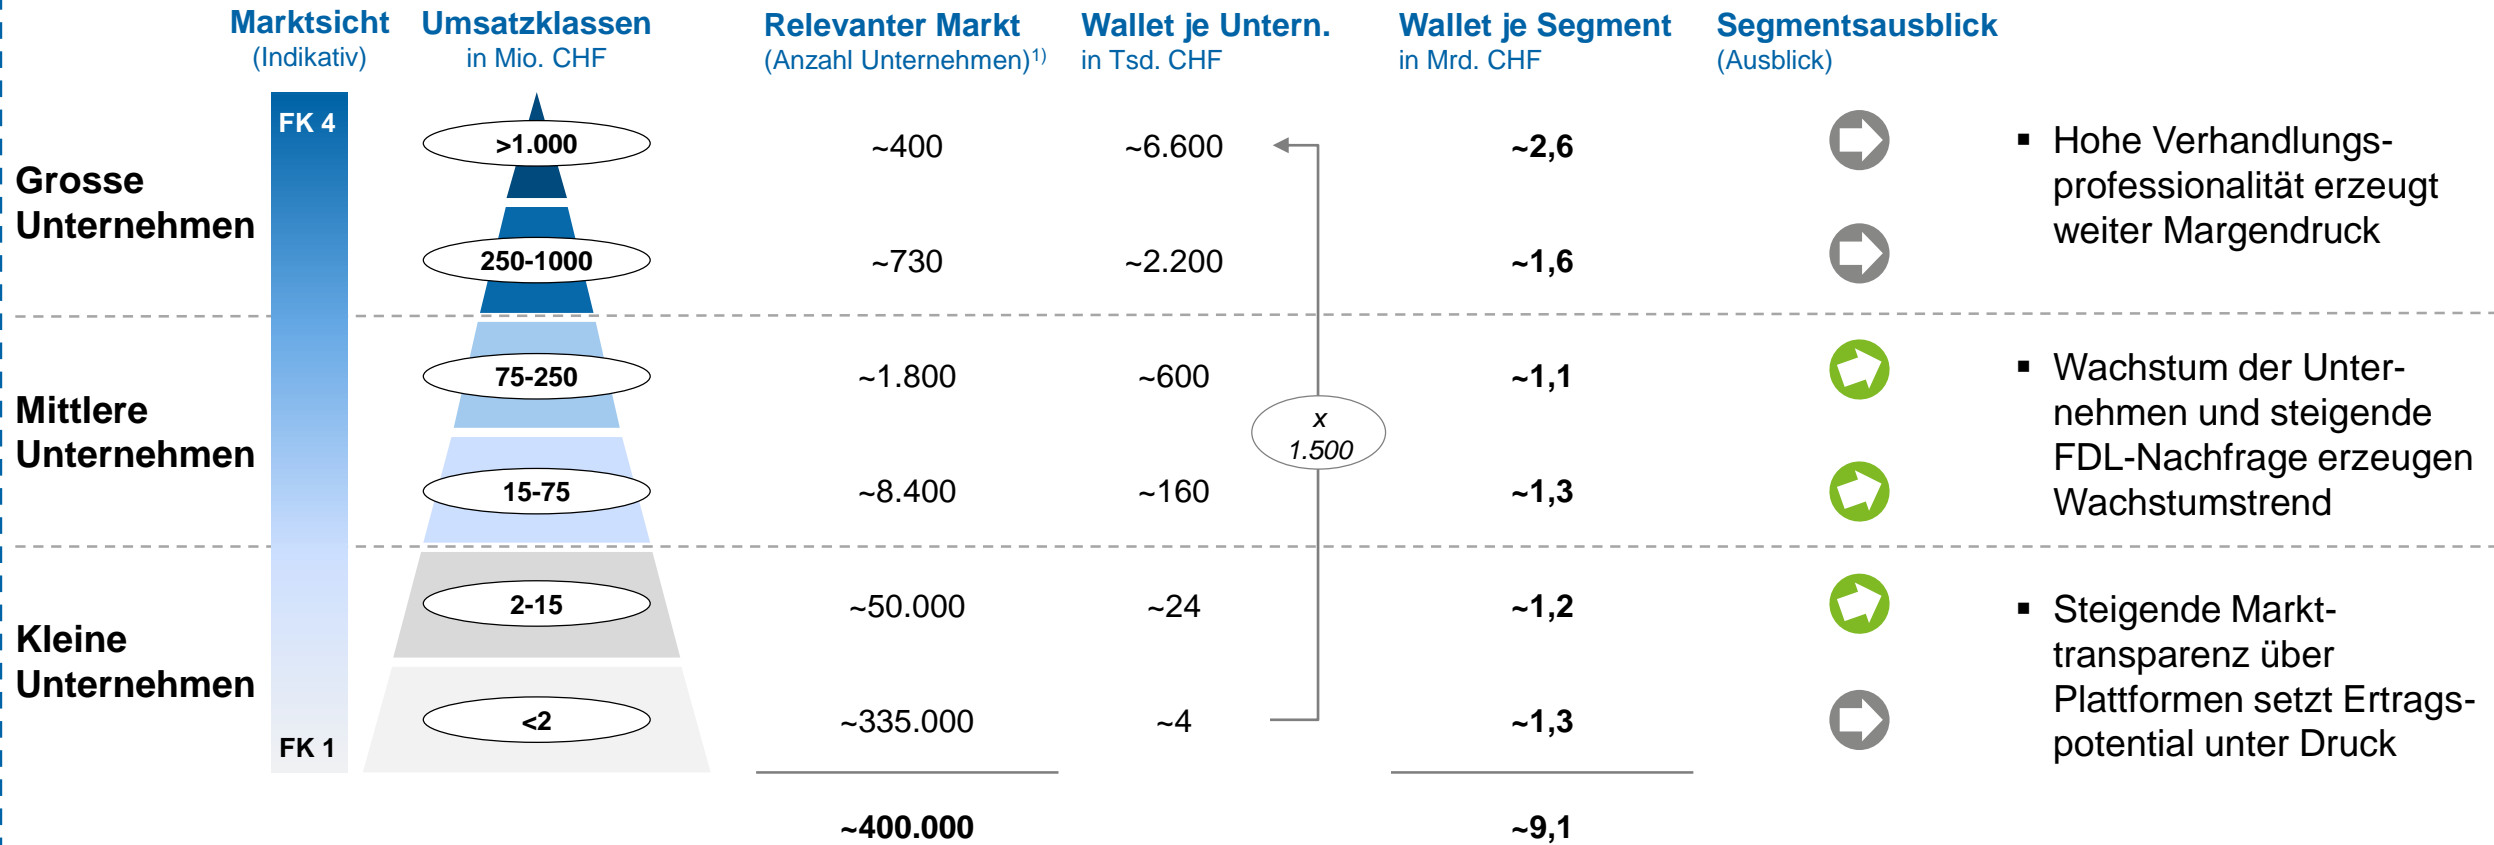 Marktsicht
(Indikativ)
Umsatzklassen
in Mio. CHF
Relevanter Markt
(Anzahl Unternehmen)1)
Wallet je Untern.
in Tsd. CHF
Wallet je Segment
in Mrd. CHF
Segmentsausblick
(Ausblick)
FK 4
Grosse
Unternehmen
>1.000
~400
~6.600
~2,6
250-1000
~730
~2.200
~1,6
▪ Hohe Verhandlungs-
professionalität erzeugt
weiter Margendruck
Mittlere
Unternehmen
75-250
~1.800
~600
~1,1
15-75
~8.400
~160
~1,3
x
1.500
▪ Wachstum der Unter-
nehmen und steigende
FDL-Nachfrage erzeugen
Wachstumstrend
Kleine
Unternehmen
2-15
~50.000
~24
~1,2
<2
~335.000
~4
~1,3
FK 1
▪ Steigende Markt-
transparenz über
Plattformen setzt Ertrags-
potential unter Druck
~400.000
~9,1